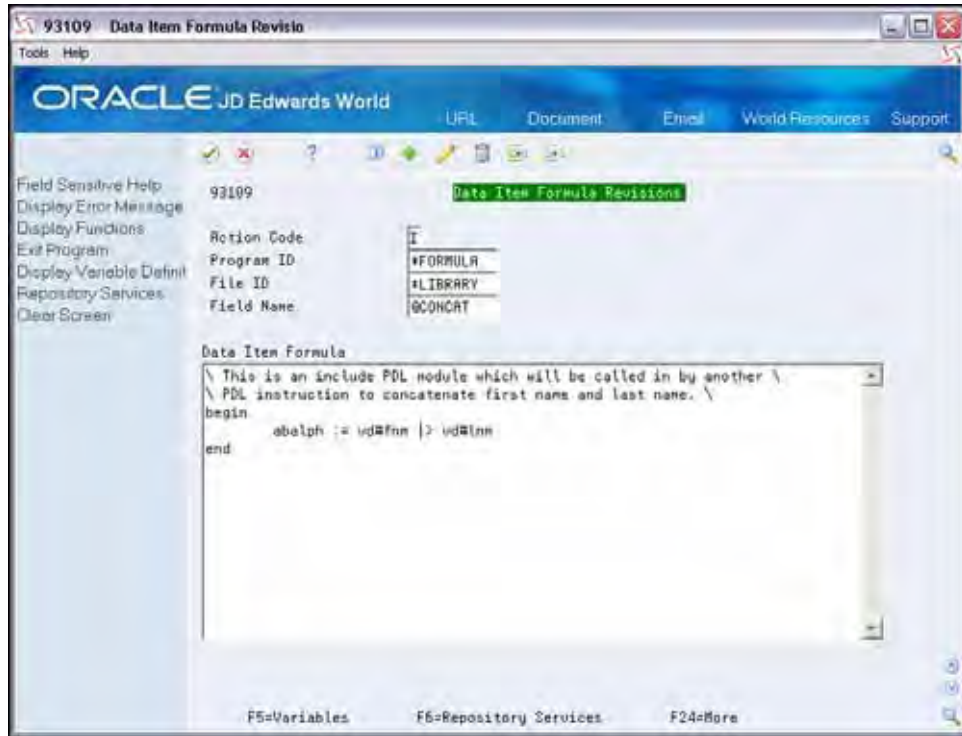 93109 Data Item Formula Revisio
Tools Help
ORACLE JD Edwards World
URL Document Email World Resources Support
Field Sensitive Help
Display Error Message
Display Functions
Exit Program
Display Variable Definit
Repository Services
Clear Screen
93109 Data Item Formula Revisions
Action Code I
Program ID *FORMULA
File ID *LIBRARY
Field Name @CONCAT
Data Item Formula
\ This is an include PDL module which will be called in by another \
\ PDL instruction to concatenate first name and last name. \
begin
abalph := vd#fnm |> vd#lnm
end
F5=Variables F6=Repository Services F24=More